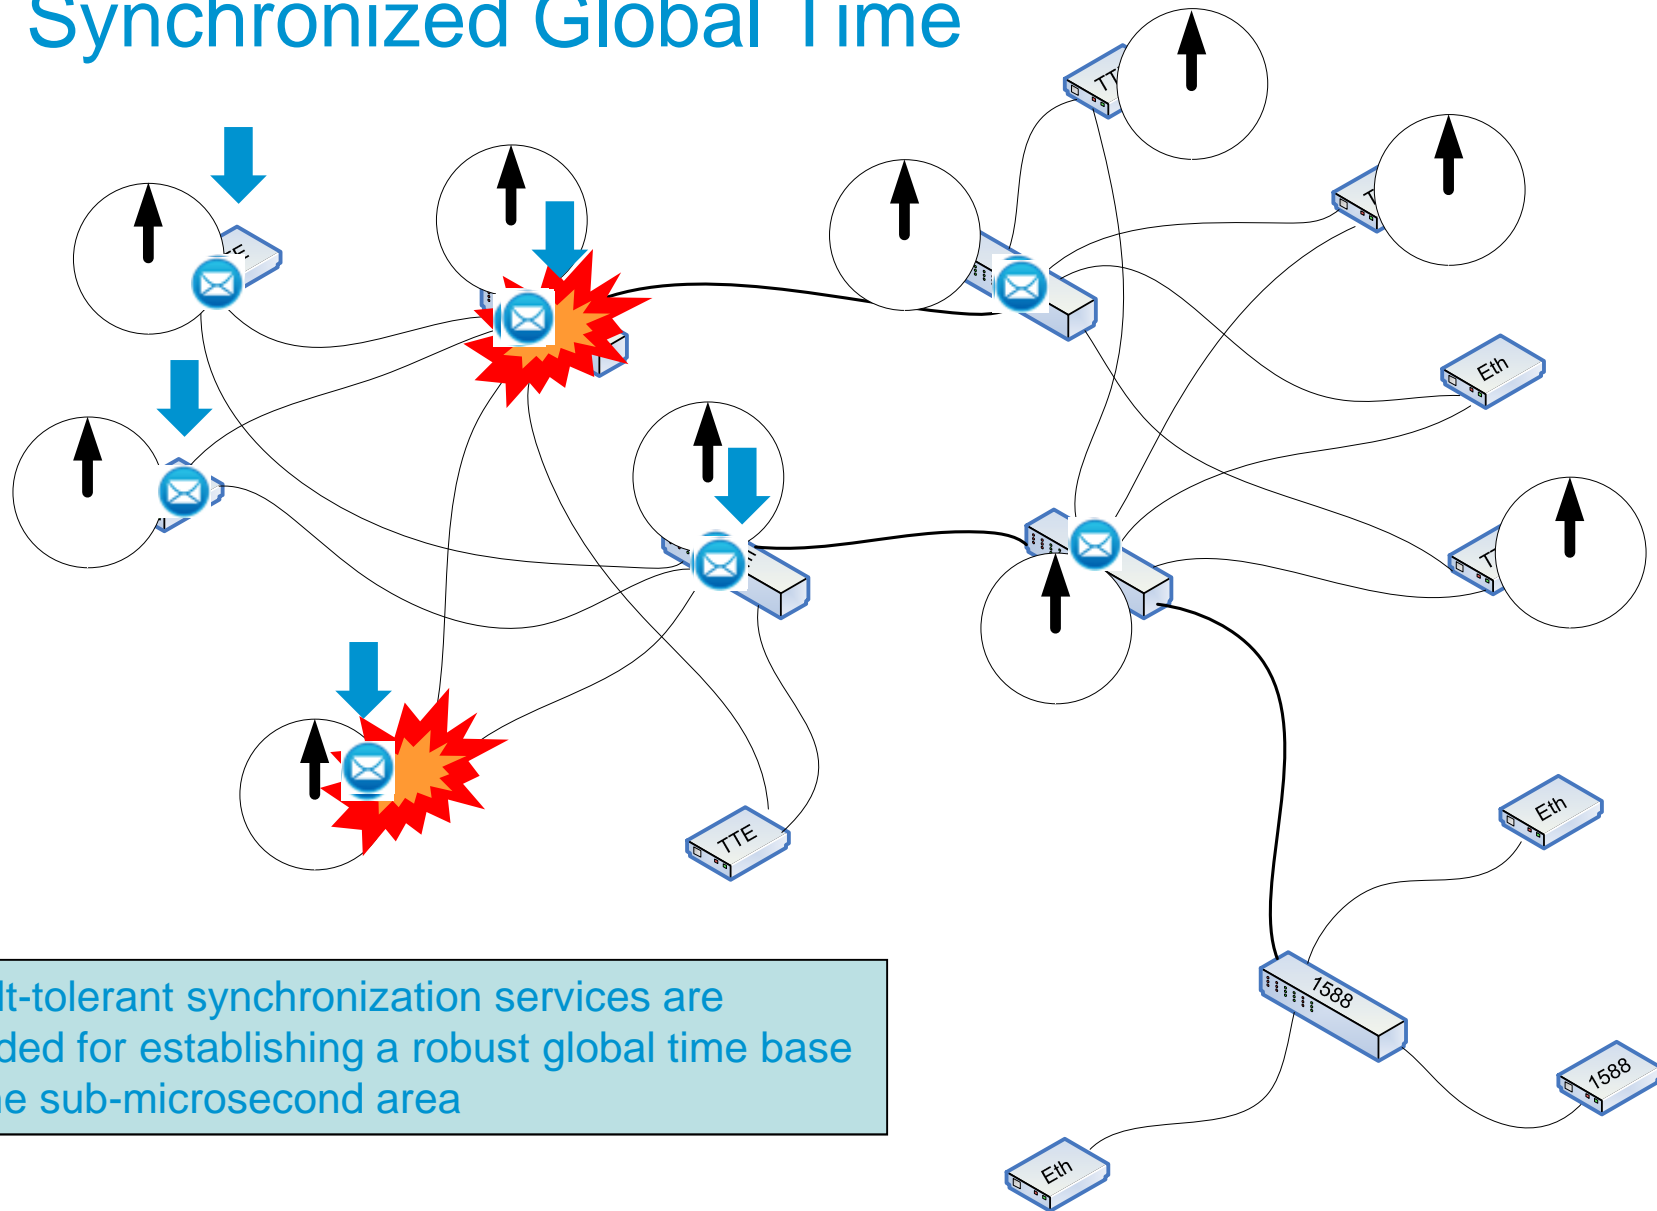 Synchronized Global Time
Eth
TTE
Eth
1588
1588
Eth
lt-tolerant synchronization services are
ded for establishing a robust global time base
ne sub-microsecond area